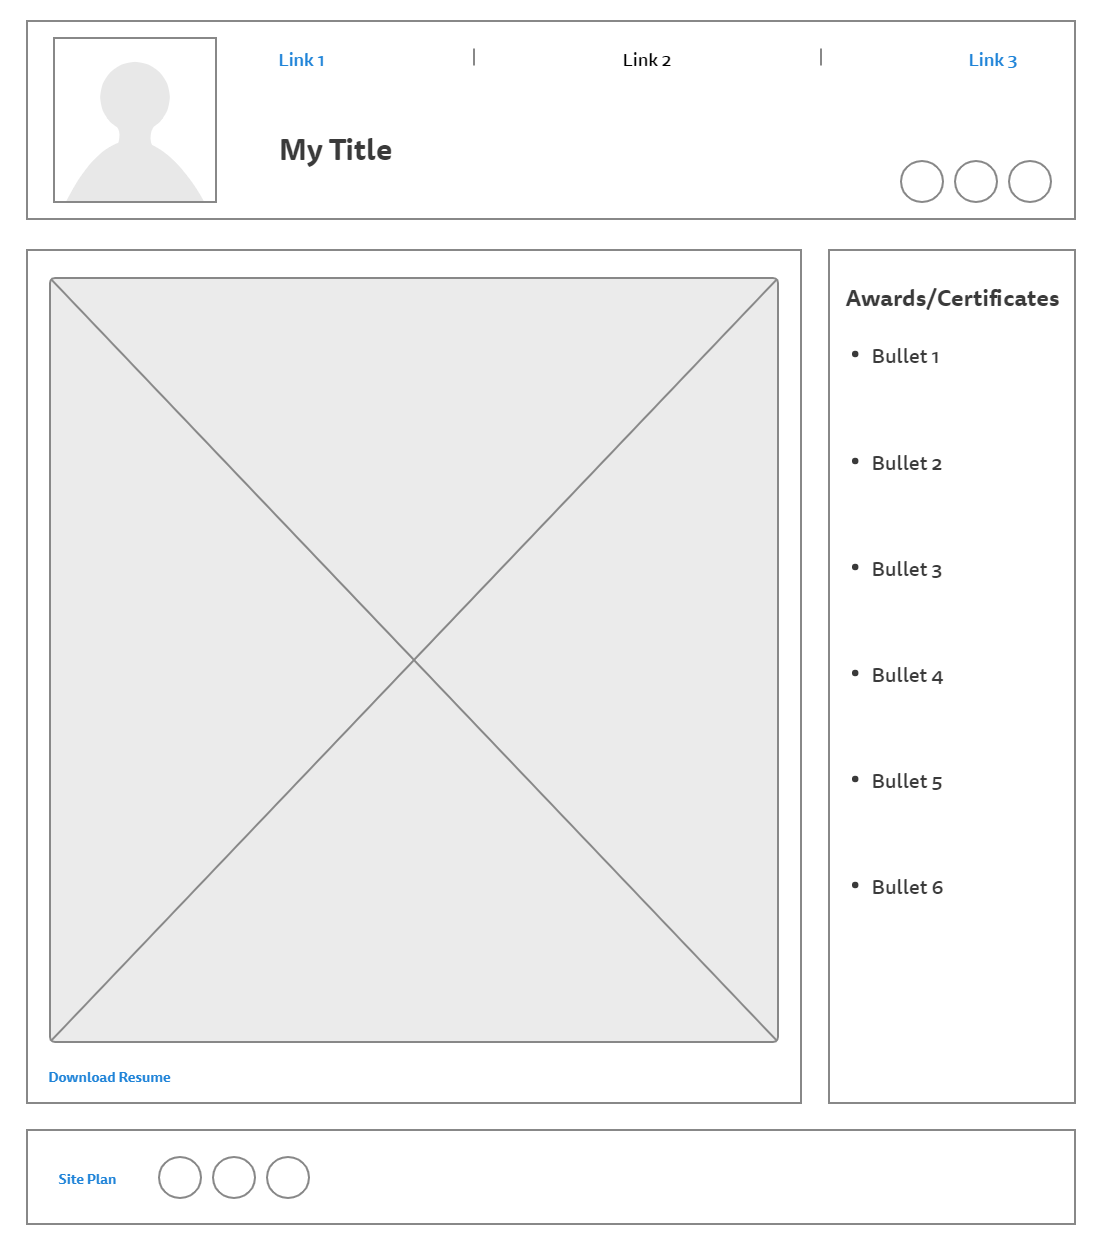 Link 1 | Link 2 | Link 3
My Title
Awards/Certificates
• Bullet 1
• Bullet 2
• Bullet 3
• Bullet 4
• Bullet 5
• Bullet 6
Download Resume
Site Plan